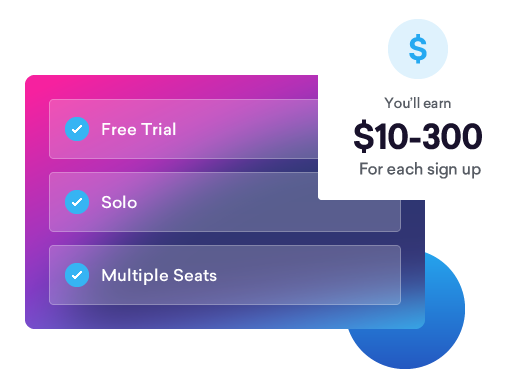 $
You'll earn
$10-300
For each sign up
Free Trial
Solo
Multiple Seats